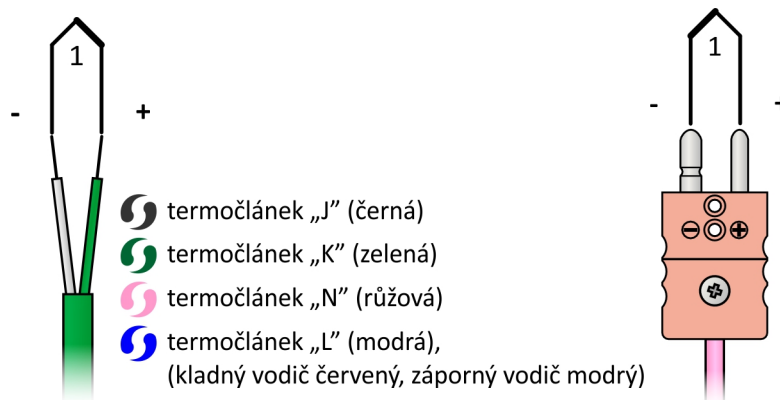 1
- +
1
- +
termočlánek „J” (černá)
termočlánek „K” (zelená)
termočlánek „N” (růžová)
termočlánek „L” (modrá),
(kladný vodič červený, záporný vodič modrý)